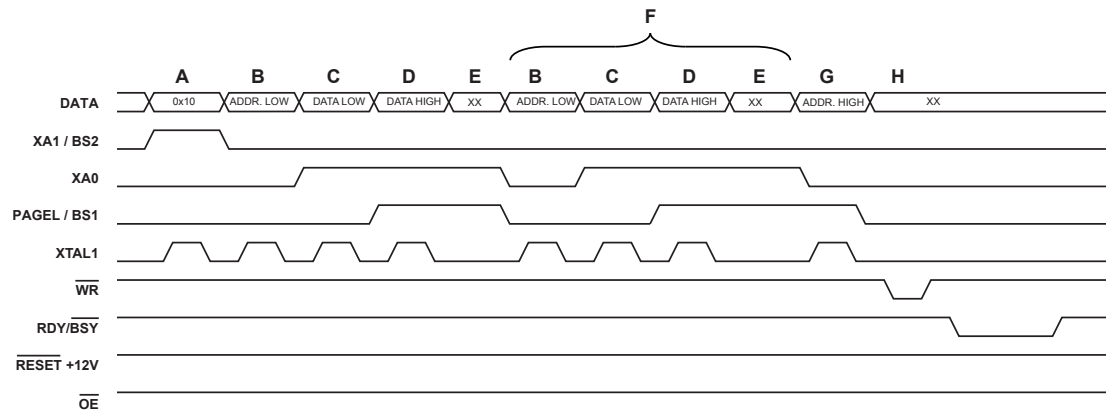 F
A B C D E B C D E G H
DATA 0x10 ADDR. LOW DATA LOW DATA HIGH XX ADDR. LOW DATA LOW DATA HIGH XX ADDR. HIGH XX
XA1 / BS2
XA0
PAGEL / BS1
XTAL1
WR
RDY/BSY
RESET +12V
OE